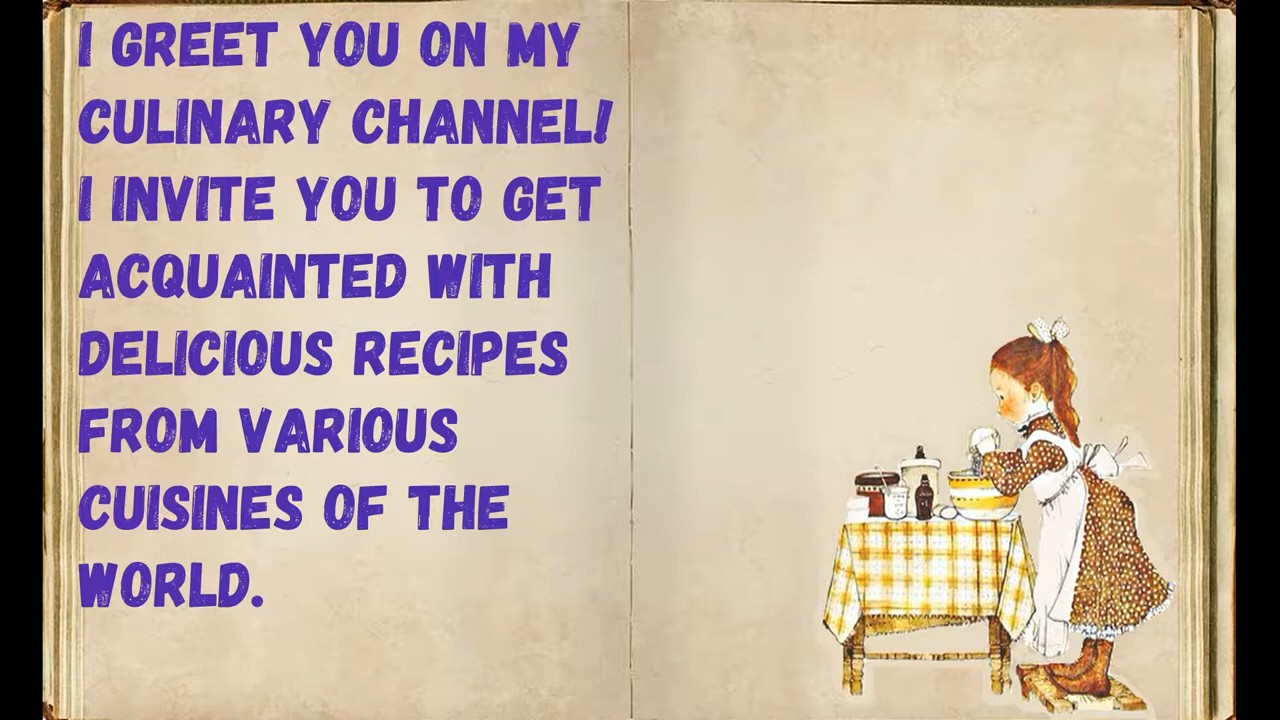 I GREET YOU ON MY
CULINARY CHANNEL!
I INVITE YOU TO GET
ACQUAINTED WITH
DELICIOUS RECIPES
FROM VARIOUS
CUISINES OF THE
WORLD.